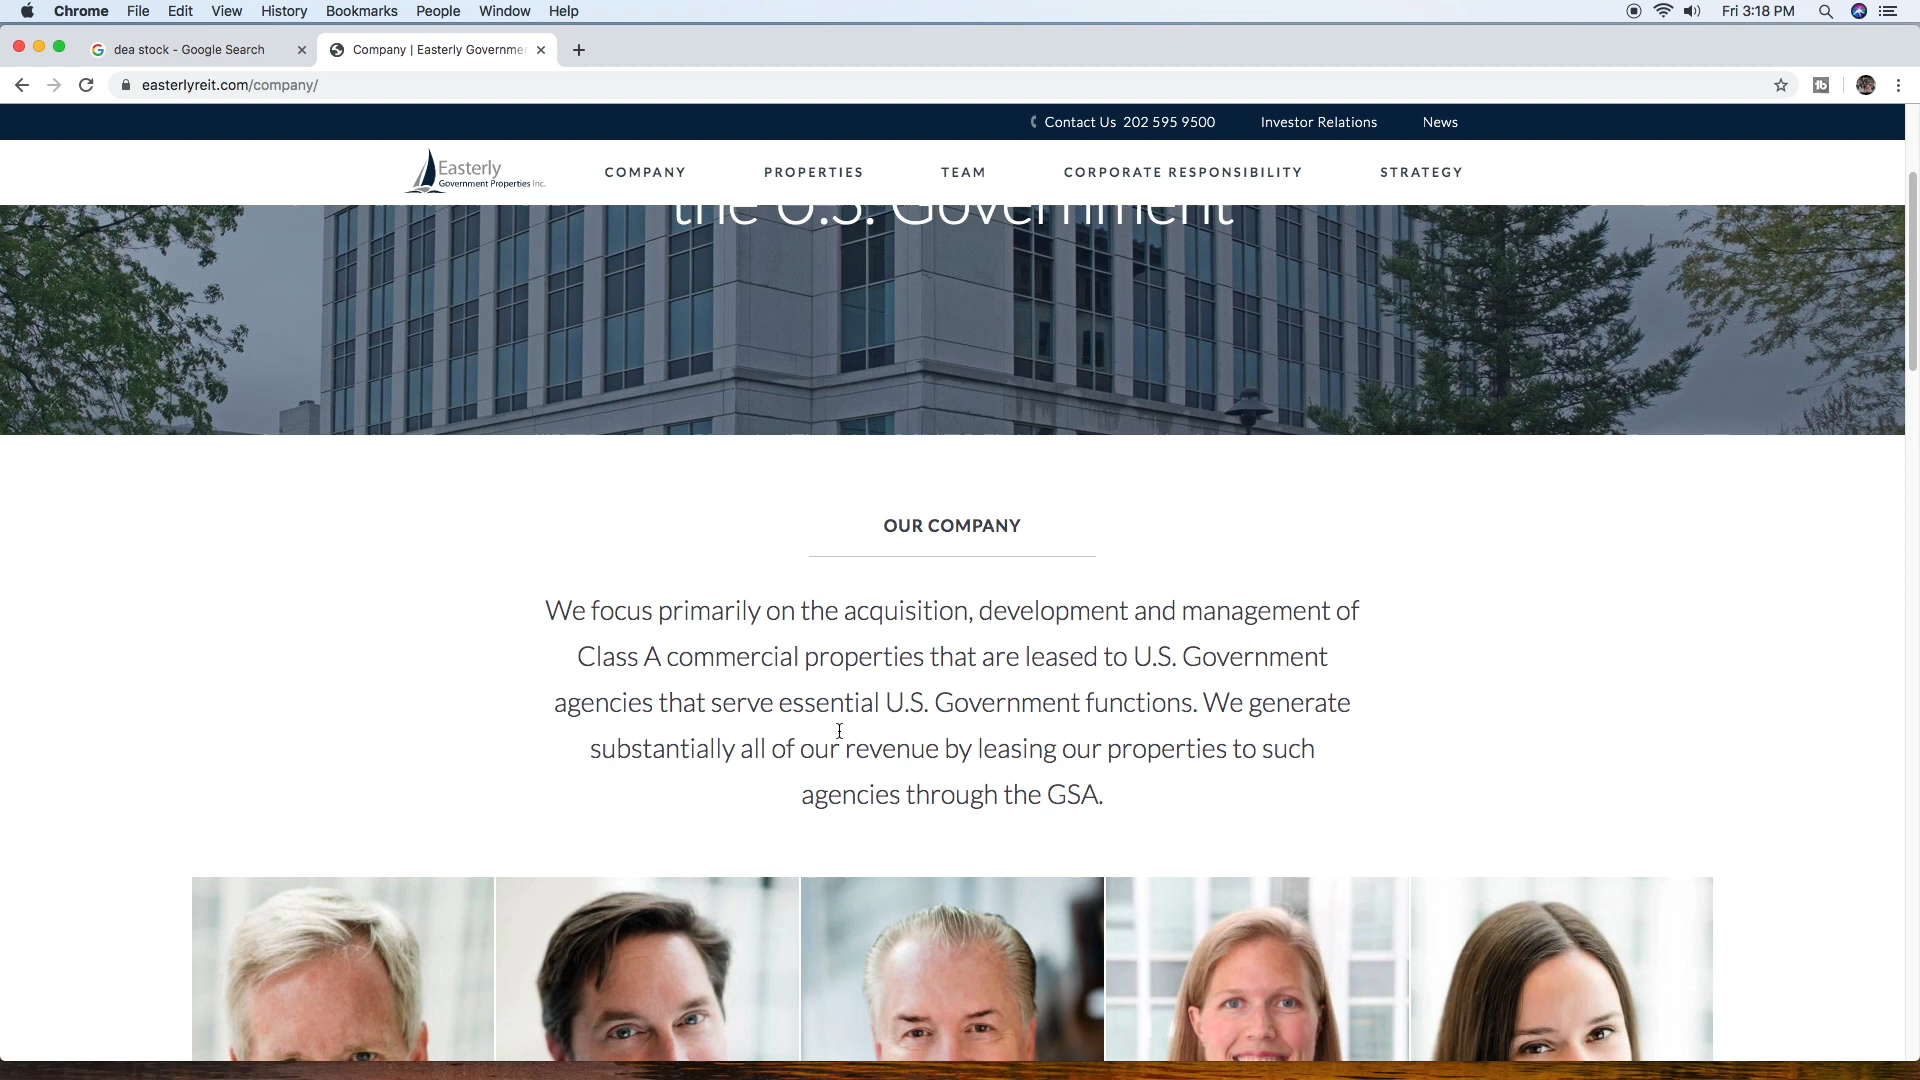 Chrome File Edit View History Bookmarks People Window Help Fri 3:18 PM
dea stock - Google Search Company | Easterly Governme
easterlyreit.com/company/
Contact Us 202 595 9500 Investor Relations News
Easterly
Government Properties Inc.
COMPANY PROPERTIES TEAM CORPORATE RESPONSIBILITY STRATEGY
the U.S. Government
OUR COMPANY
We focus primarily on the acquisition, development and management of
Class A commercial properties that are leased to U.S. Government
agencies that serve essential U.S. Government functions. We generate
substantially all of our revenue by leasing our properties to such
agencies through the GSA.